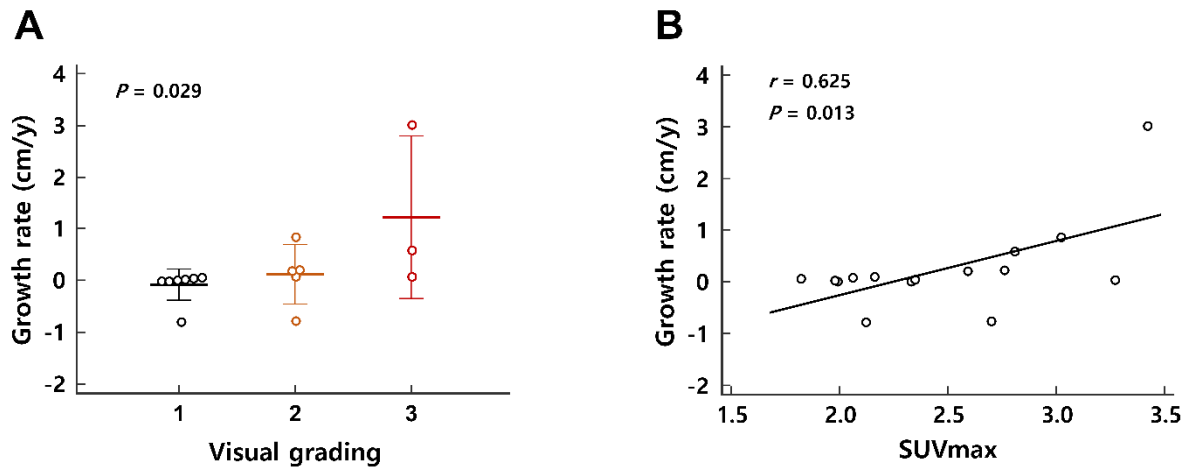 A
P = 0.029
Growth rate (cm/y)
4
3
2
1
0
-1
-2
1 2 3
Visual grading
B
r = 0.625
P = 0.013
Growth rate (cm/y)
4
3
2
1
0
-1
-2
1.5 2.0 2.5 3.0 3.5
SUVmax